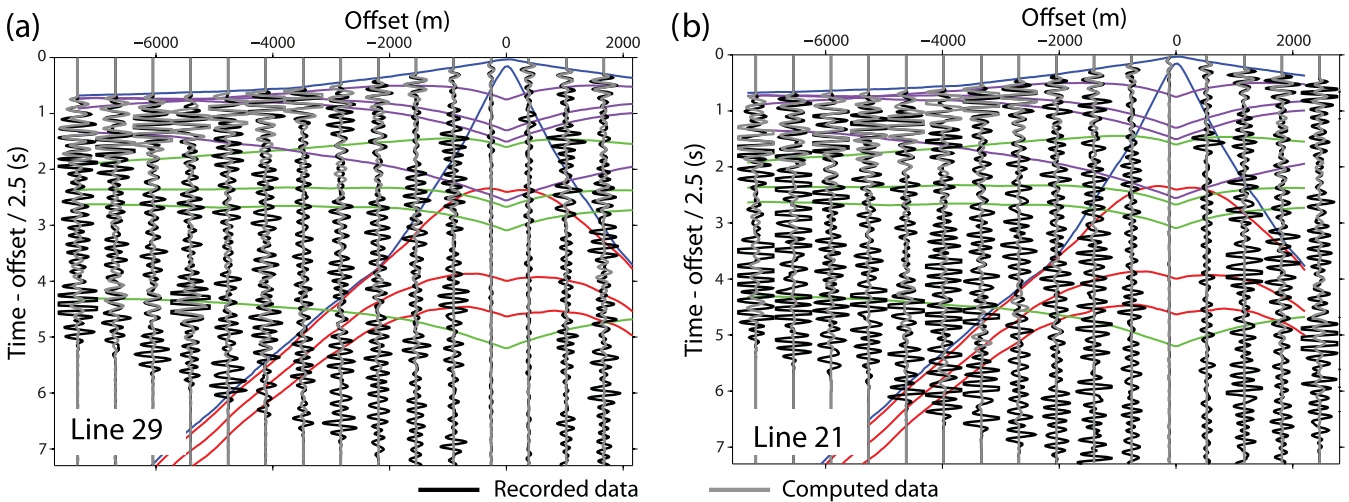 (a)
Offset (m)
−6000 −4000 −2000 0 2000
0
1
2
3
4
5
6
7
Time - offset / 2.5 (s)
Line 29
(b)
Offset (m)
−6000 −4000 −2000 0 2000
0
1
2
3
4
5
6
7
Time - offset / 2.5 (s)
Line 21
Recorded data Computed data